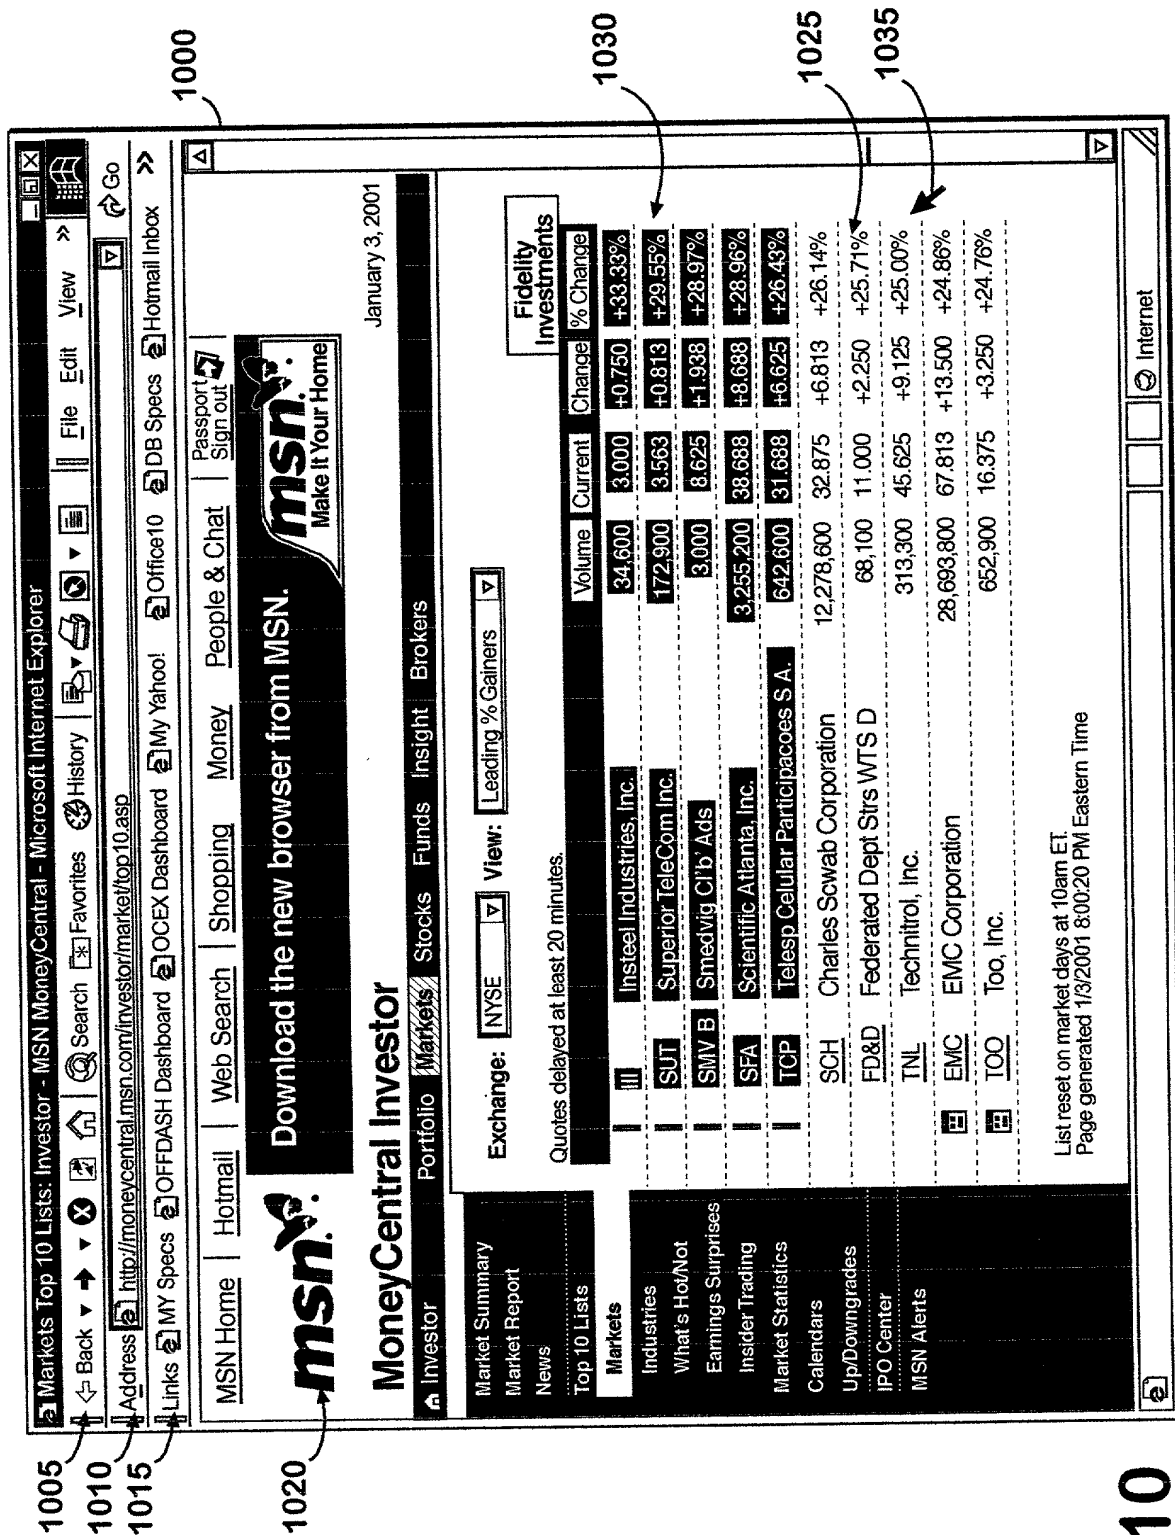 1000
Markets Top 10 Lists: Investor - MSN MoneyCentral - Microsoft Internet Explorer
1005
Back Search Favorites History File Edit View »
1010
Address http://moneycentral.msn.com/investor/market/top10.asp Go
1015
Links MY Specs OFFDASH Dashboard OCEX Dashboard My Yahoo! Office10 DB Specs Hotmail Inbox »
MSN Home Hotmail Web Search Shopping Money People & Chat Passport Sign out
1020
msn. Download the new browser from MSN. msn. Make It Your Home
MoneyCentral Investor January 3, 2001
Investor Portfolio Markets Stocks Funds Insight Brokers
Market Summary
Market Report
News
Top 10 Lists
Markets
Industries
What's Hot/Not
Earnings Surprises
Insider Trading
Market Statistics
Calendars
Up/Downgrades
IPO Center
MSN Alerts
Exchange: NYSE View: Leading % Gainers
Fidelity Investments
Quotes delayed at least 20 minutes.
Volume Current Change % Change
III Insteel Industries, Inc. 34,600 3.000 +0.750 +33.33%
1030
SUT Superior TeleCom Inc. 172,900 3.563 +0.813 +29.55%
SMV B Smedvig Cl'b' Ads 3,000 8.625 +1.938 +28.97%
SFA Scientific Atlanta, Inc. 3,255,200 38.688 +8.688 +28.96%
TCP Telesp Celular Participacoes S A. 642,600 31.688 +6.625 +26.43%
SCH Charles Scwab Corporation 12,278,600 32.875 +6.813 +26.14%
FD&D Federated Dept Strs WTS D 68,100 11.000 +2.250 +25.71%
1025
TNL Technitrol, Inc. 313,300 45.625 +9.125 +25.00%
1035
EMC EMC Corporation 28,693,800 67.813 +13.500 +24.86%
TOO Too, Inc. 652,900 16.375 +3.250 +24.76%
List reset on market days at 10am ET.
Page generated 1/3/2001 8:00:20 PM Eastern Time
Internet
10